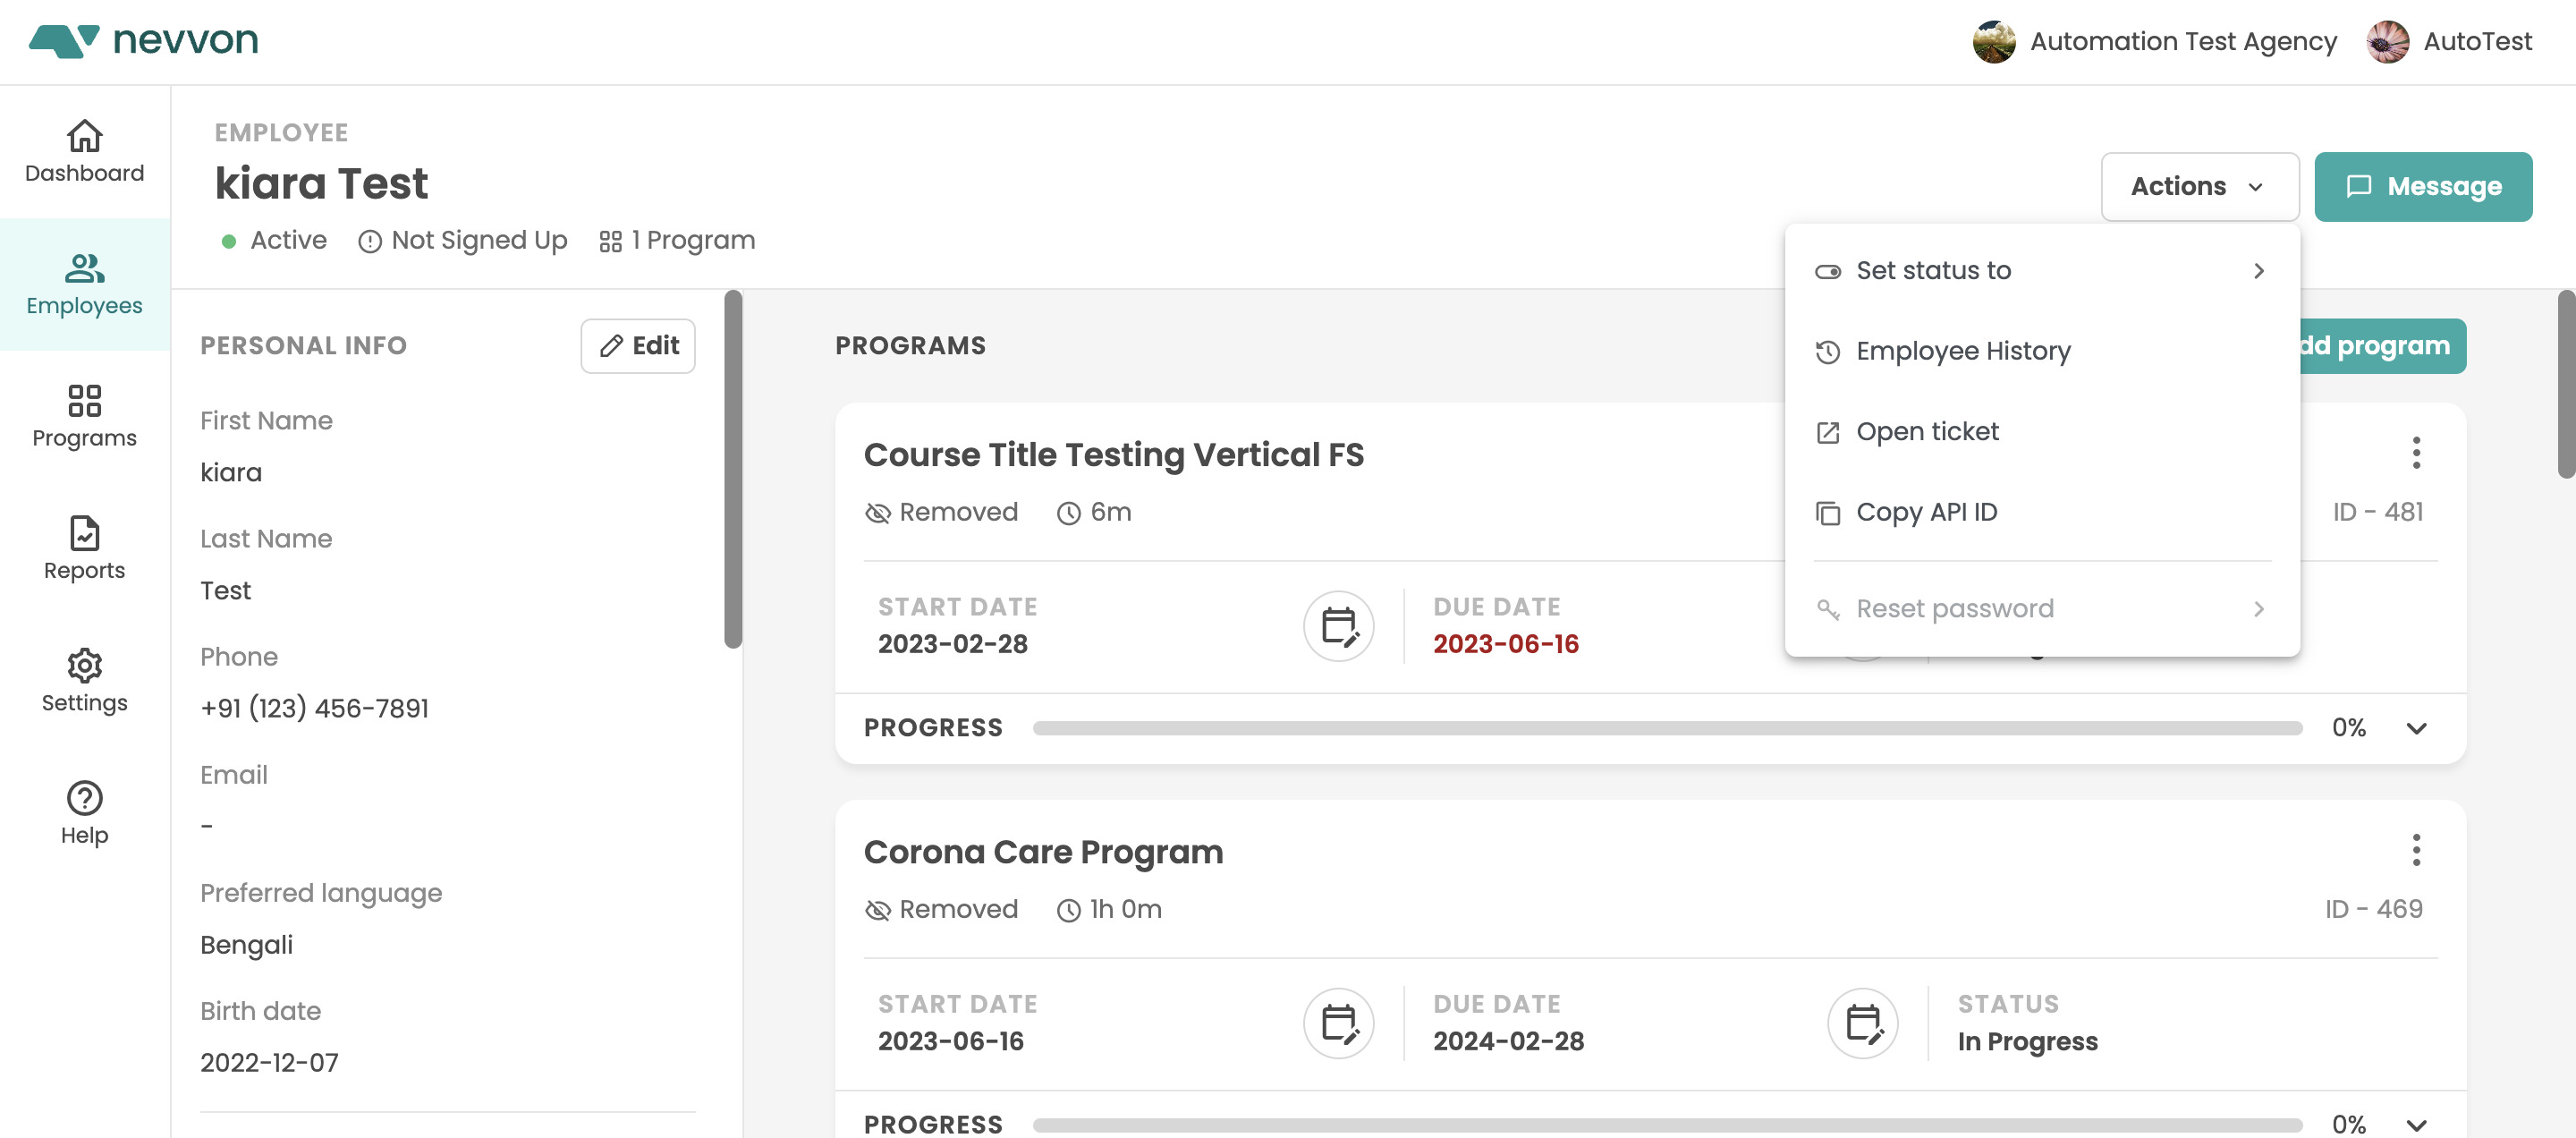 nevvon
Automation Test Agency
AutoTest
Dashboard
Employees
Programs
Reports
Settings
Help
EMPLOYEE
kiara Test
Active
Not Signed Up
1 Program
Actions
Message
Set status to
Employee History
Open ticket
Copy API ID
Reset password
PERSONAL INFO
Edit
First Name
kiara
Last Name
Test
Phone
+91 (123) 456-7891
Email
-
Preferred language
Bengali
Birth date
2022-12-07
PROGRAMS
program
Course Title Testing Vertical FS
Removed
6m
ID - 481
START DATE
2023-02-28
DUE DATE
2023-06-16
PROGRESS
0%
Corona Care Program
Removed
1h 0m
ID - 469
START DATE
2023-06-16
DUE DATE
2024-02-28
STATUS
In Progress
PROGRESS
0%